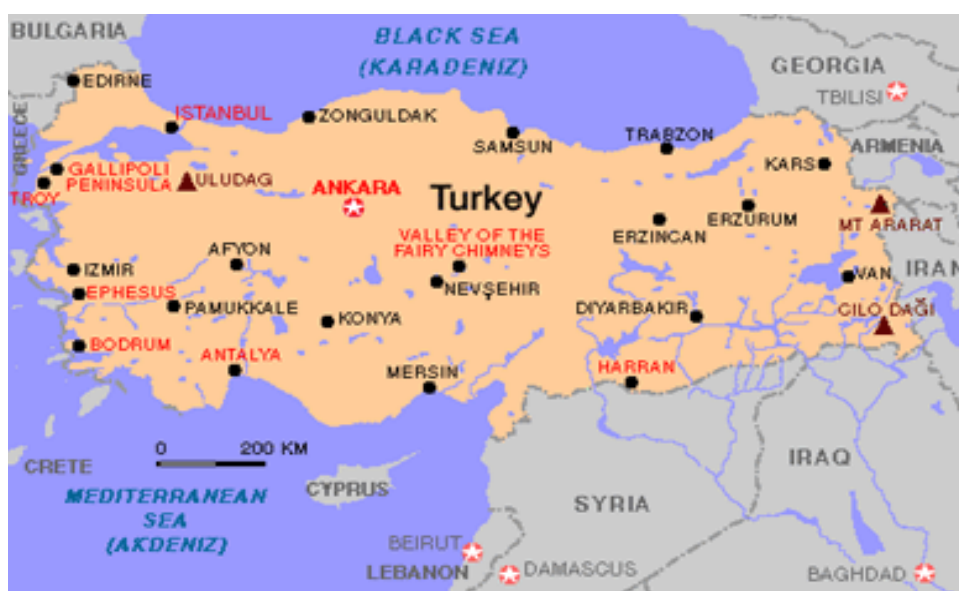 BULGARIA
BLACK SEA
(KARADENIZ)
GEORGIA
TBILISI
EDIRNE
ISTANBUL
ZONGULDAK
GREECE
SAMSUN
TRABZON
ARMENIA
KARS
GALLIPOLI
PENINSULA
TROY
ULUDAG
ANKARA
Turkey
ERZINCAN
ERZURUM
MT ARARAT
VALLEY OF THE
FAIRY CHIMNEYS
AFYON
IZMIR
EPHESUS
PAMUKKALE
NEVŞEHIR
VAN
IRAN
KONYA
DIYARBAKIR
CILO DAĞI
BODRUM
ANTALYA
MERSIN
HARRAN
0 200 KM
CRETE
CYPRUS
MEDITERRANEAN
SEA
(AKDENIZ)
SYRIA
IRAQ
BEIRUT
LEBANON
DAMASCUS
BAGHDAD